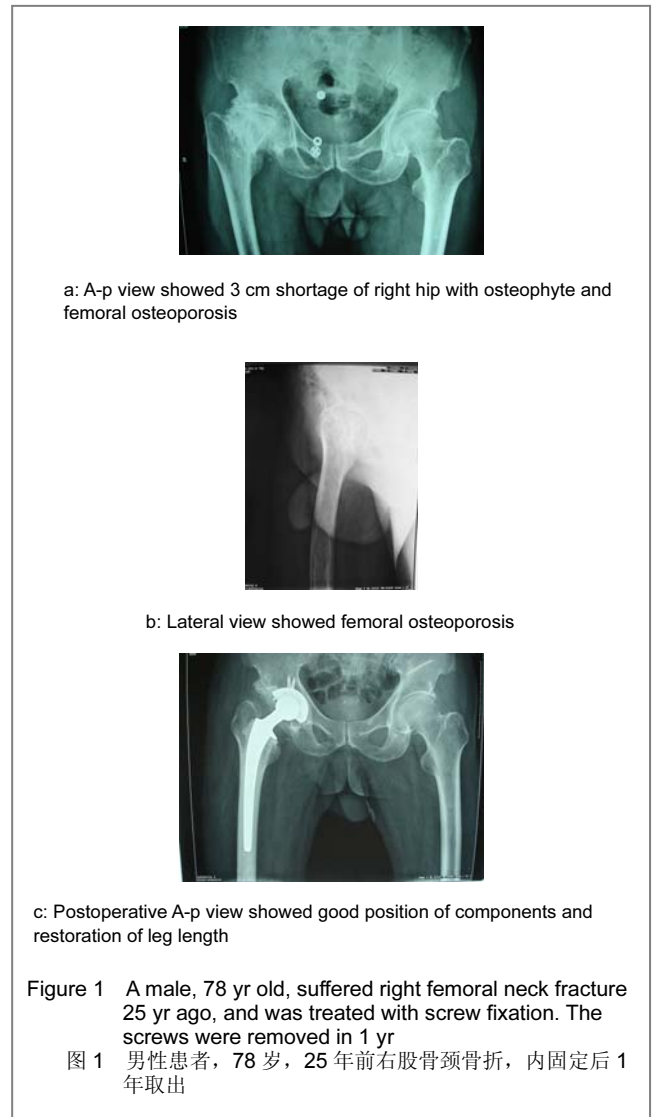 a: A-p view showed 3 cm shortage of right hip with osteophyte and
femoral osteoporosis
b: Lateral view showed femoral osteoporosis
c: Postoperative A-p view showed good position of components and
restoration of leg length
Figure 1 A male, 78 yr old, suffered right femoral neck fracture
25 yr ago, and was treated with screw fixation. The
screws were removed in 1 yr
图 1 男性患者，78 岁，25 年前右股骨颈骨折，内固定后 1
年取出